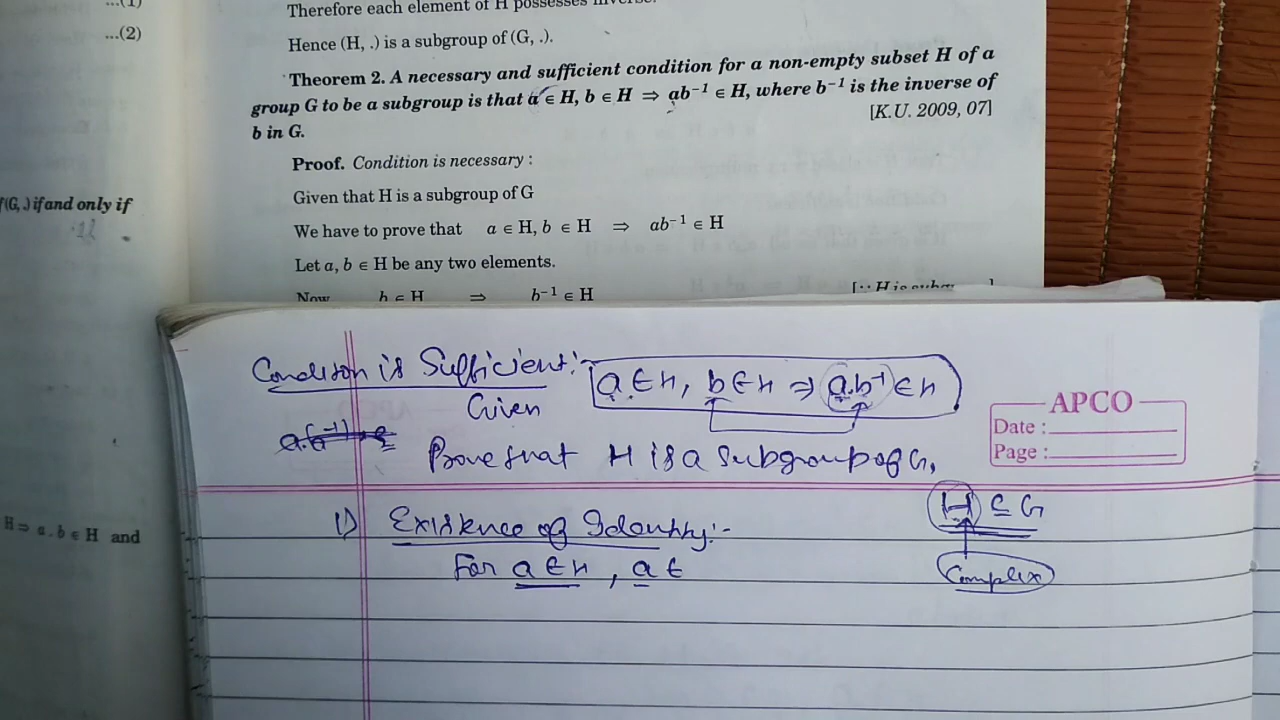 ...(1)
...(2)
f (G, .) if and only if
H ⇒ a . b ∈ H and
Therefore each element of H possesses inverse.
Hence (H, .) is a subgroup of (G, .).
Theorem 2. A necessary and sufficient condition for a non-empty subset H of a
group G to be a subgroup is that a ∈ H, b ∈ H ⇒ ab⁻¹ ∈ H, where b⁻¹ is the inverse of
b in G.
[K.U. 2009, 07]
Proof. Condition is necessary :
Given that H is a subgroup of G
We have to prove that a ∈ H, b ∈ H ⇒ ab⁻¹ ∈ H
Let a, b ∈ H be any two elements.
Now b ∈ H ⇒ b⁻¹ ∈ H [∵ H is
Condition is Sufficient:-
Given a ∈ H, b ∈ H ⇒ a.b⁻¹ ∈ H
Prove that H is a subgroup of G,
APCO
Date :
Page :
1) Existence of Identity:-
For a ∈ H , a ∈
H ⊆ G
Complex